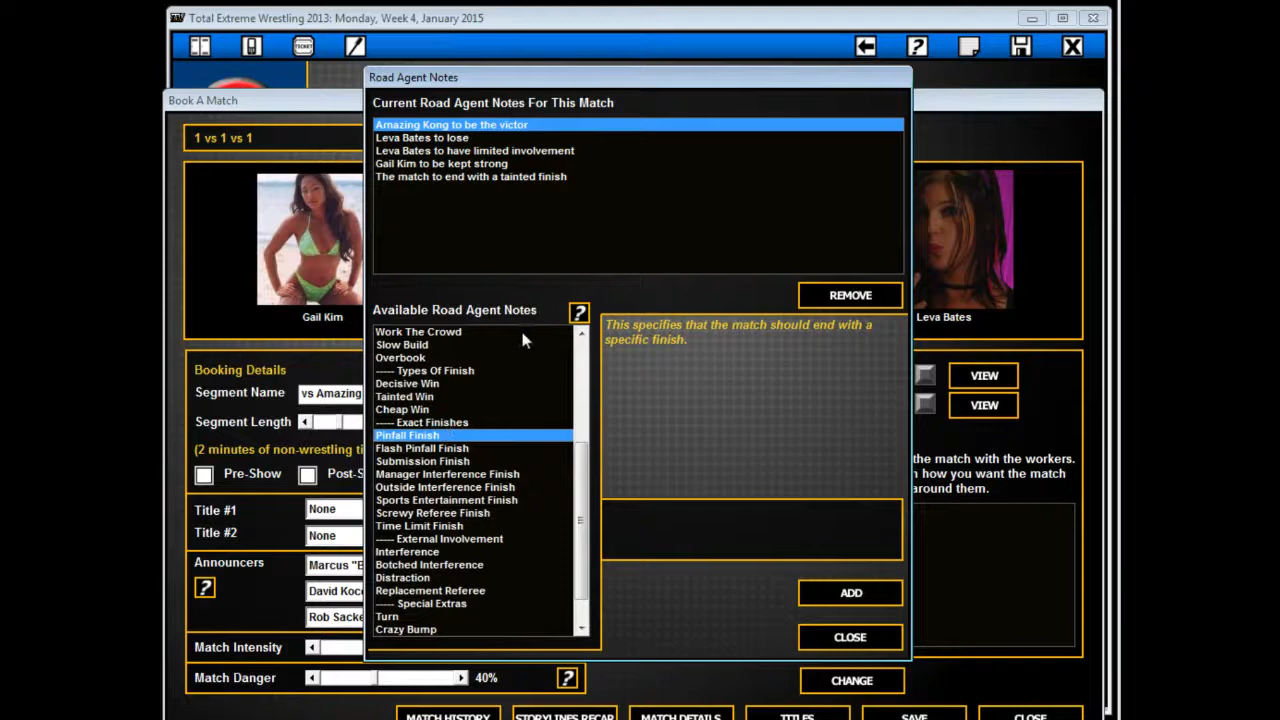 Total Extreme Wrestling 2013: Monday, Week 4, January 2015
TICKET
Book A Match
Road Agent Notes
Current Road Agent Notes For This Match
1 vs 1 vs 1
Amazing Kong to be the victor
Leva Bates to lose
Leva Bates to have limited involvement
Gail Kim to be kept strong
The match to end with a tainted finish
Gail Kim
Leva Bates
REMOVE
Available Road Agent Notes
?
Work The Crowd
Slow Build
Overbook
----- Types Of Finish
Decisive Win
Tainted Win
Cheap Win
----- Exact Finishes
Pinfall Finish
Flash Pinfall Finish
Submission Finish
Manager Interference Finish
Outside Interference Finish
Sports Entertainment Finish
Screwy Referee Finish
Time Limit Finish
----- External Involvement
Interference
Botched Interference
Distraction
Replacement Referee
----- Special Extras
Turn
Crazy Bump
This specifies that the match should end with a
specific finish.
ADD
CLOSE
Booking Details
Segment Name
vs Amazing
Segment Length
(2 minutes of non-wrestling ti
Pre-Show
Post-S
Title #1
None
Title #2
None
Announcers
?
Marcus "B
David Koc
Rob Sacke
Match Intensity
Match Danger
40%
?
VIEW
VIEW
the match with the workers.
n how you want the match
around them.
CHANGE
MATCH HISTORY
STORYLINES RECAP
MATCH DETAILS
TITLES
SAVE
CLOSE